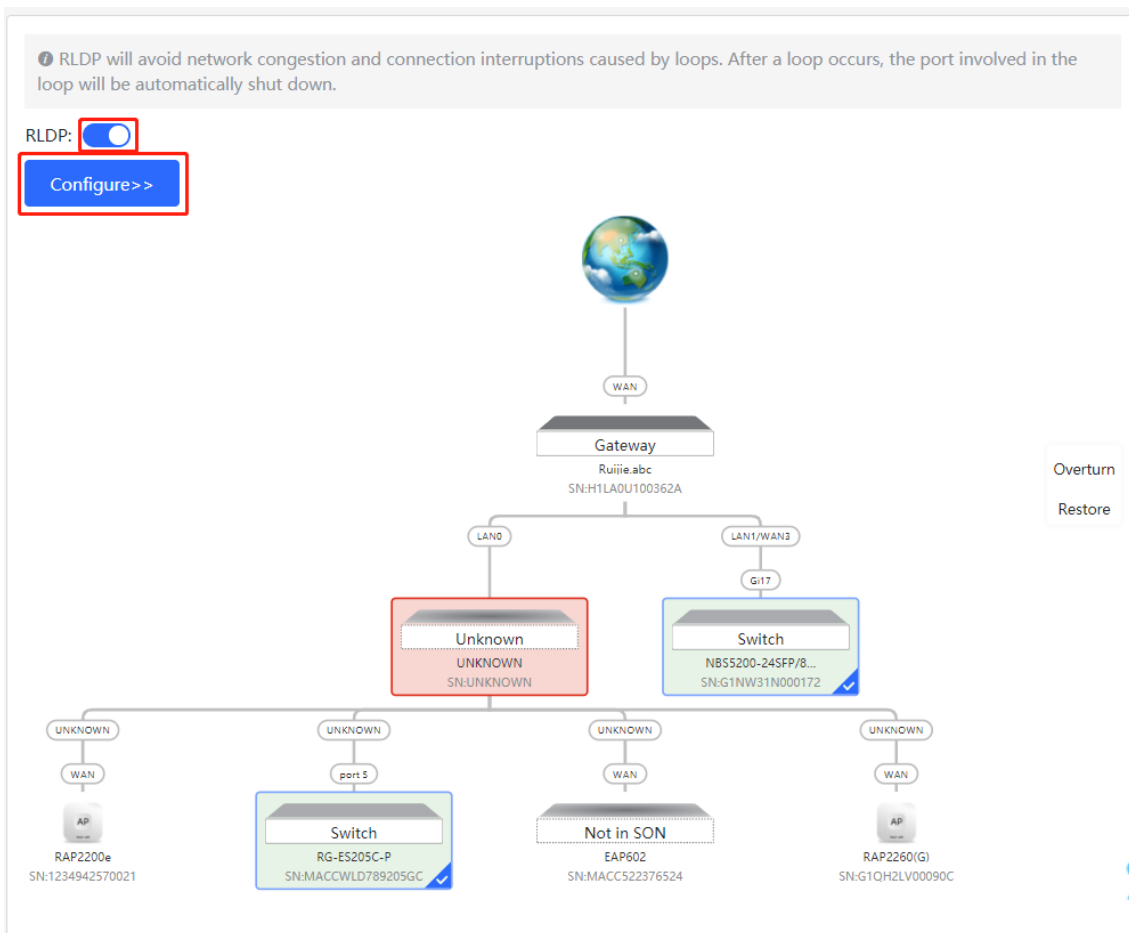 RLDP will avoid network congestion and connection interruptions caused by loops. After a loop occurs, the port involved in the
loop will be automatically shut down.
RLDP:
Configure>>
WAN
Gateway
Ruijie.abc
SN:H1LA0U100362A
Overturn
Restore
LAN0
LAN1/WAN3
Gi17
Unknown
UNKNOWN
SN:UNKNOWN
Switch
NBS5200-24SFP/8...
SN:G1NW31N000172
UNKNOWN
UNKNOWN
UNKNOWN
UNKNOWN
WAN
port 5
WAN
WAN
AP
RAP2200e
SN:1234942570021
Switch
RG-ES205C-P
SN:MACCWLD789205GC
Not in SON
EAP602
SN:MACC522376524
AP
RAP2260(G)
SN:G1QH2LV00090C